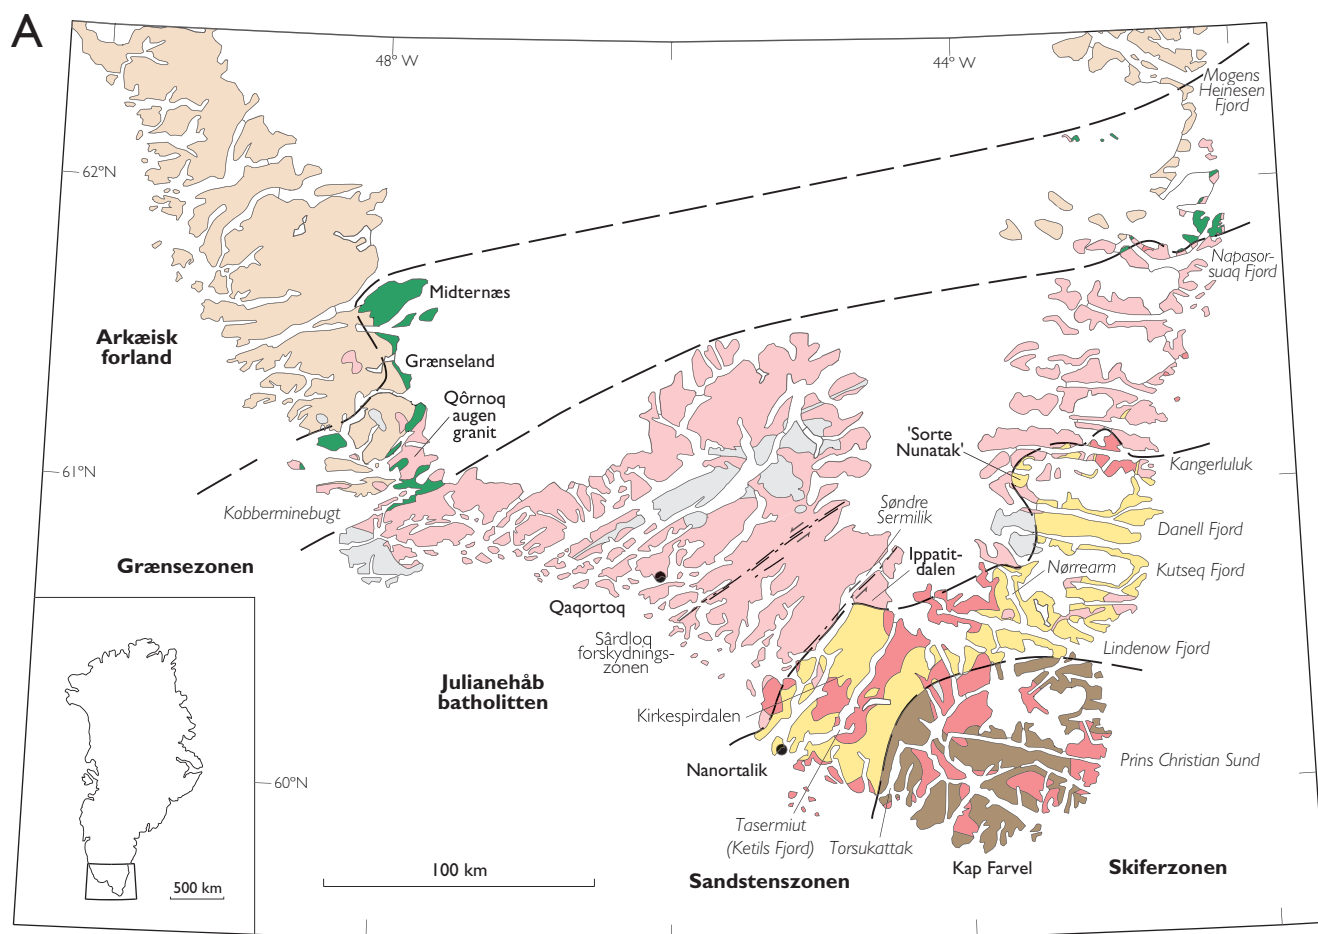 A
48° W
44° W
Mogens
Heinesen
Fjord
62°N
Napasor-
suaq Fjord
Midternæs
Arkæisk
forland
Grænseland
Qôrnoq
augen
granit
'Sorte
Nunatak'
61°N
Kangerluluk
Kobberminebugt
Søndre
Sermilik
Danell Fjord
Ippatit-
dalen
Nørrearm
Kutseq Fjord
Grænsezonen
Qaqortoq
Sârdloq
forskydnings-
zónen
Lindenow Fjord
Julianehåb
batholitten
Kirkespirdalen
Nanortalik
Prins Christian Sund
60°N
Tasermiut
(Ketils Fjord)
Torsukattak
100 km
Kap Farvel
Skiferzonen
Sandstenszonen
500 km